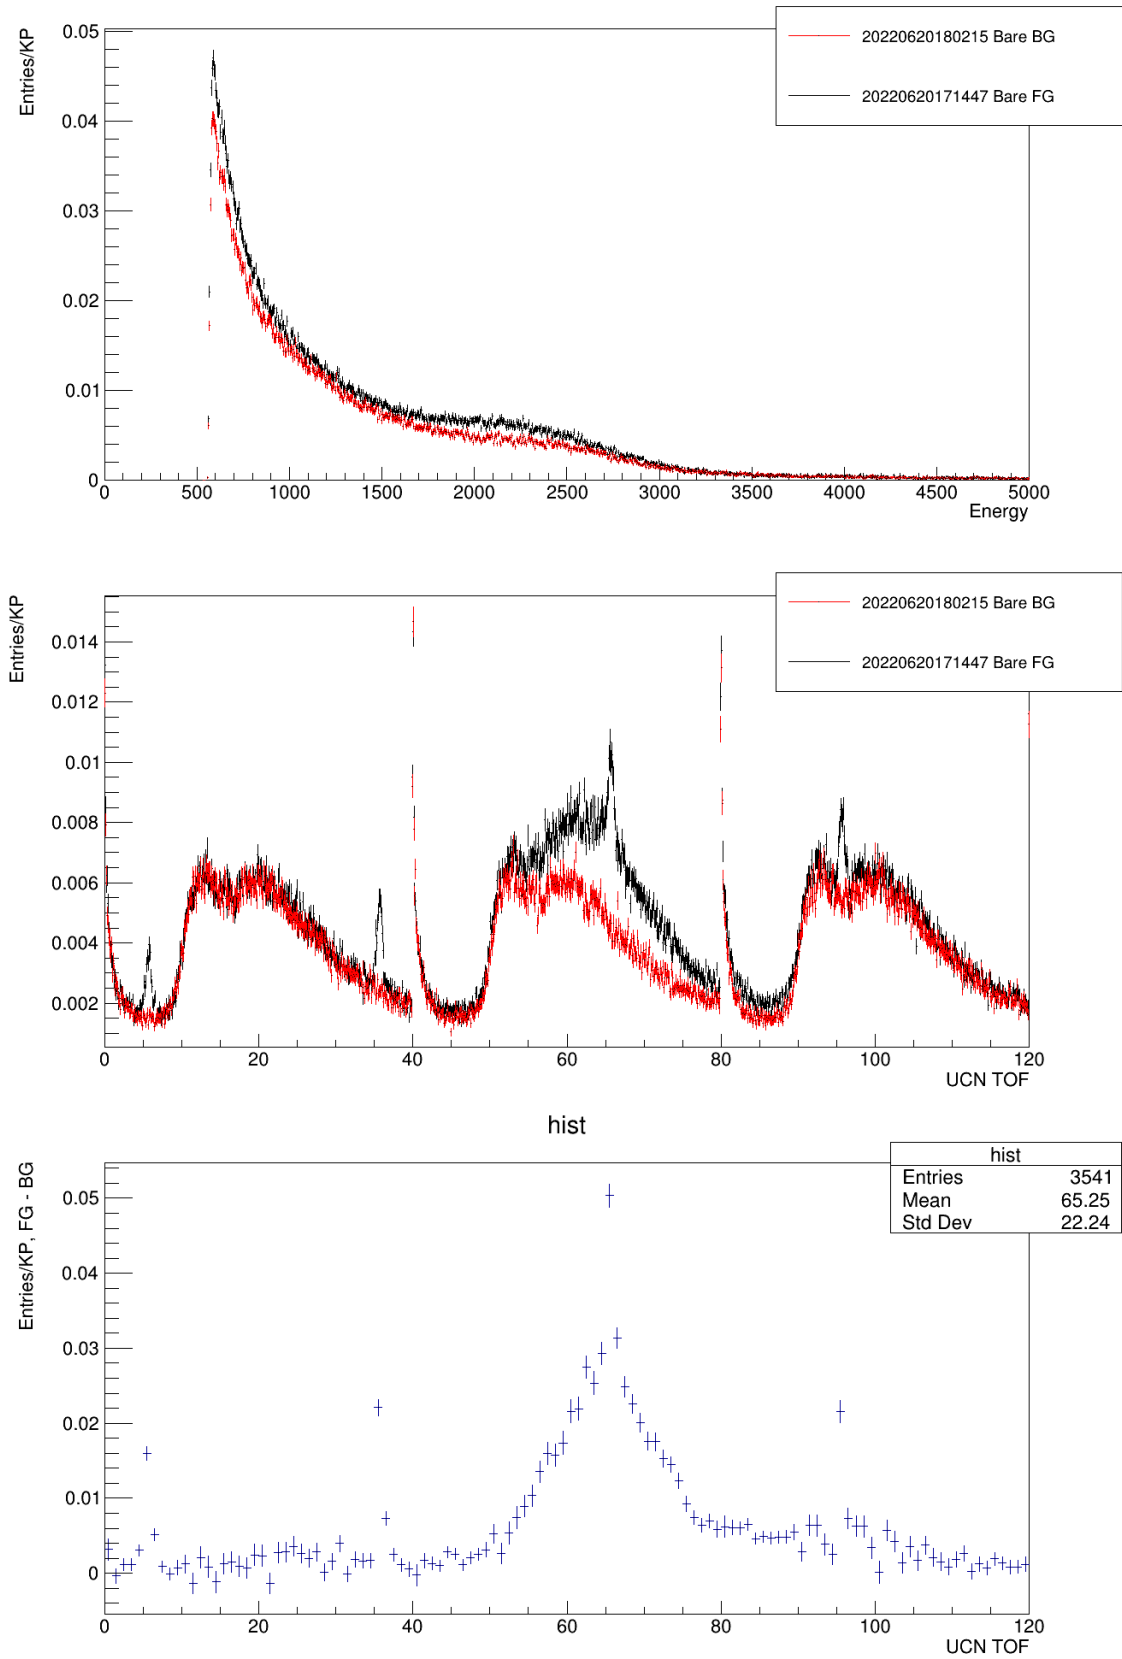 20220620180215 Bare BG
20220620171447 Bare FG
Entries/KP
0.05
0.04
0.03
0.02
0.01
0
0 500 1000 1500 2000 2500 3000 3500 4000 4500 5000
Energy
20220620180215 Bare BG
20220620171447 Bare FG
Entries/KP
0.014
0.012
0.01
0.008
0.006
0.004
0.002
0 20 40 60 80 100 120
UCN TOF
hist
hist
Entries 3541
Mean 65.25
Std Dev 22.24
Entries/KP, FG - BG
0.05
0.04
0.03
0.02
0.01
0
0 20 40 60 80 100 120
UCN TOF